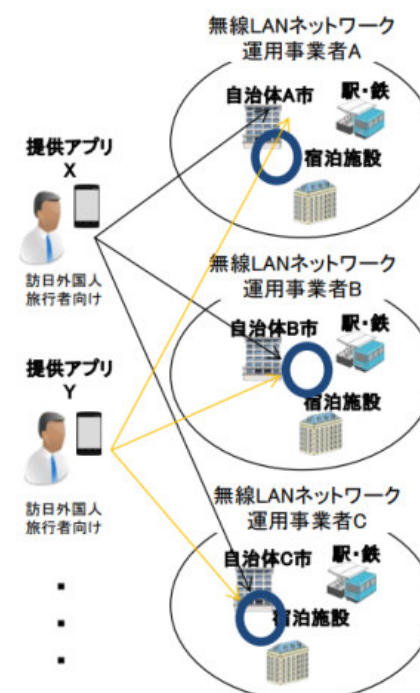 無線LANネットワーク
運用事業者A
自治体A市
駅・鉄
宿泊施設
提供アプリ
X
訪日外国人
旅行者向け
無線LANネットワーク
運用事業者B
自治体B市
駅・鉄
宿泊施設
提供アプリ
Y
訪日外国人
旅行者向け
無線LANネットワーク
運用事業者C
自治体C市
駅・鉄
宿泊施設